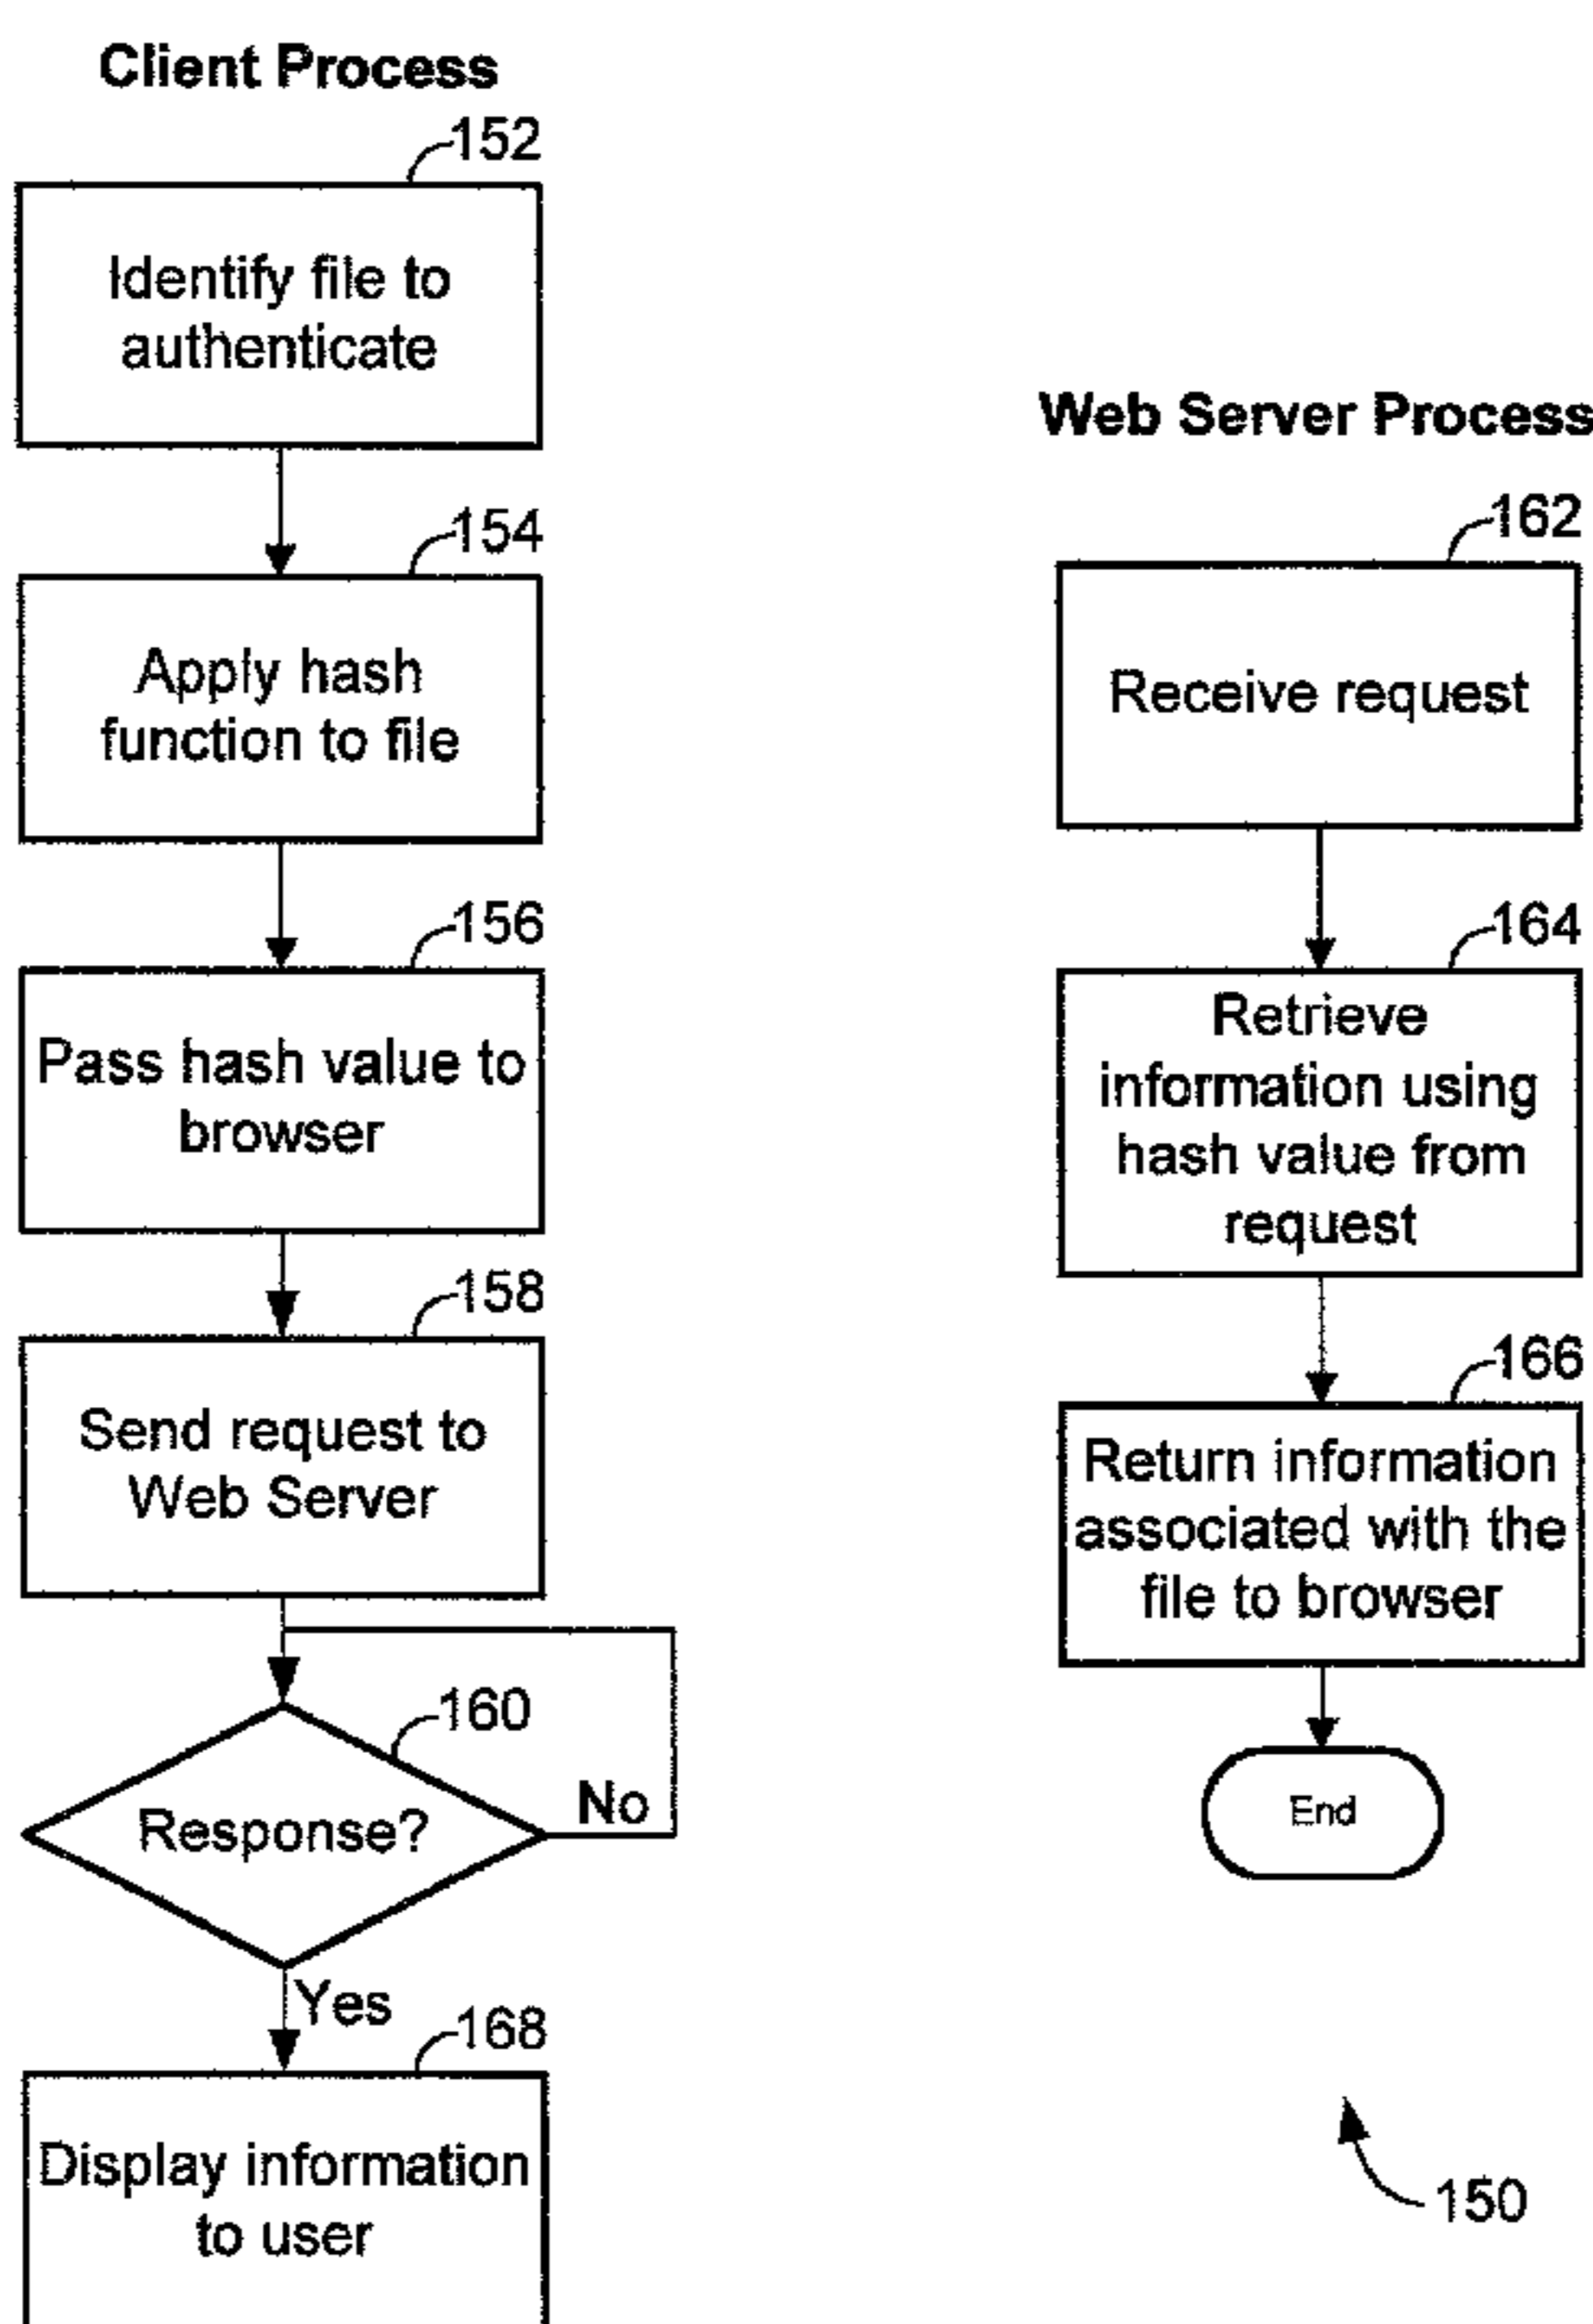 Client Process
152
Identify file to
authenticate
154
Apply hash
function to file
156
Pass hash value to
browser
158
Send request to
Web Server
160
Response?
No
Yes
168
Display information
to user
Web Server Process
162
Receive request
164
Retrieve
information using
hash value from
request
166
Return information
associated with the
file to browser
End
150